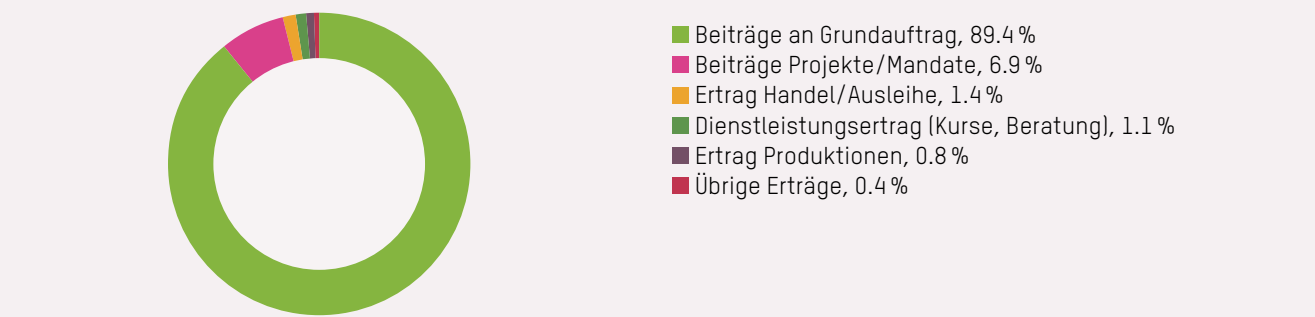 Beiträge an Grundauftrag, 89.4 %
Beiträge Projekte/Mandate, 6.9 %
Ertrag Handel/Ausleihe, 1.4 %
Dienstleistungsertrag (Kurse, Beratung), 1.1 %
Ertrag Produktionen, 0.8 %
Übrige Erträge, 0.4 %